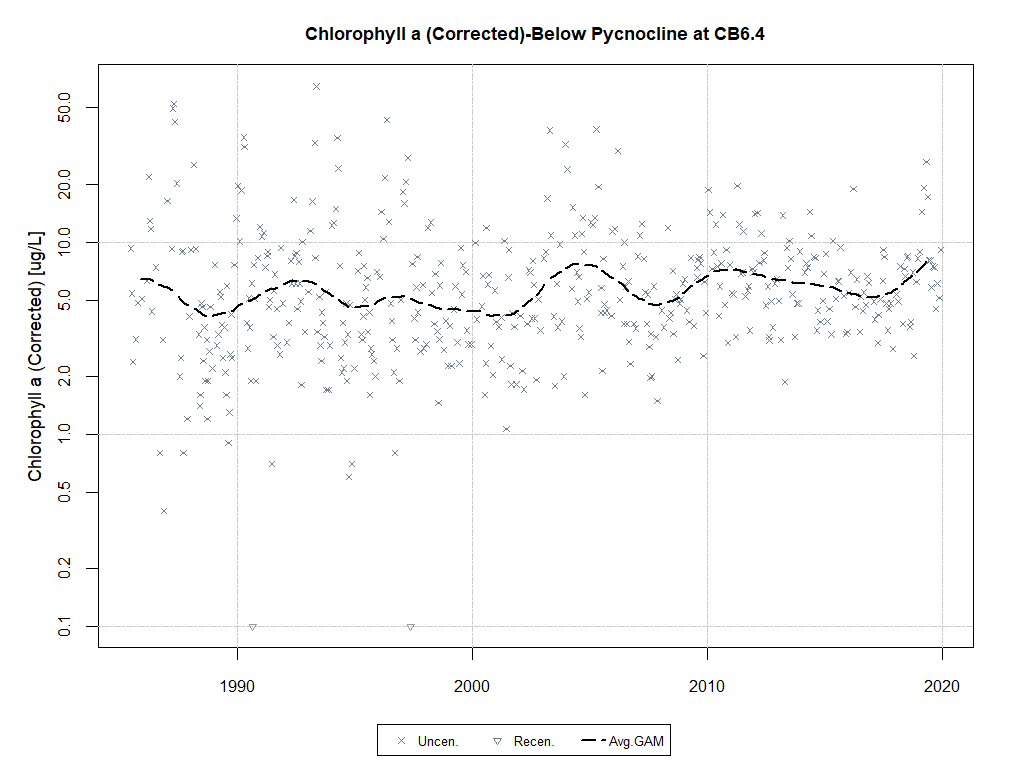 Chlorophyll a (Corrected)-Below Pycnocline at CB6.4
Chlorophyll a (Corrected) [ug/L]
50.0
20.0
10.0
5.0
2.0
1.0
0.5
0.2
0.1
1990 2000 2010 2020
Uncen. Recen. Avg.GAM